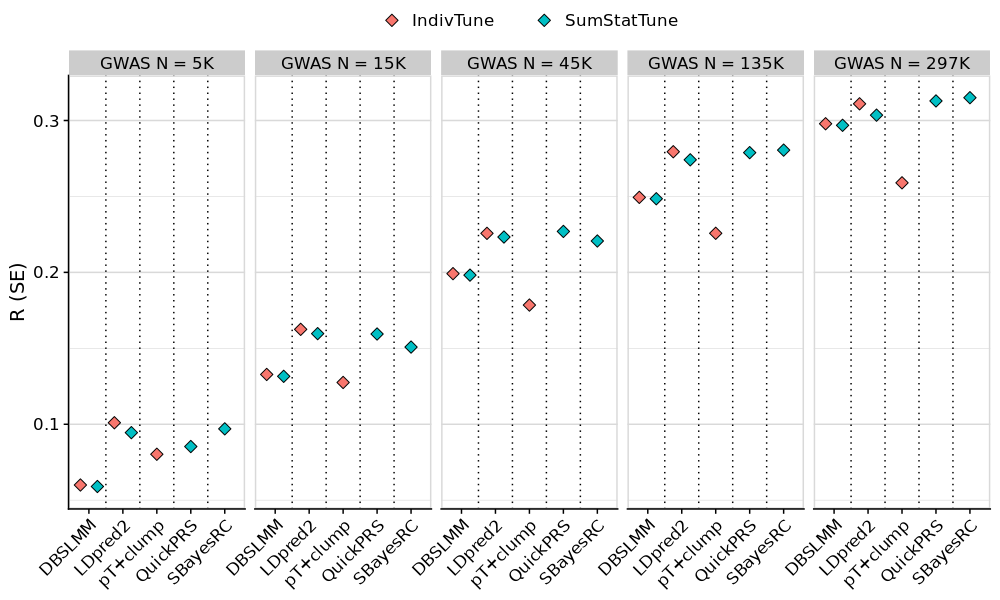 IndivTune SumStatTune
GWAS N = 5K GWAS N = 15K GWAS N = 45K GWAS N = 135K GWAS N = 297K
R (SE)
0.3
0.2
0.1
DBSLMM LDpred2 pT+clump QuickPRS SBayesRC DBSLMM LDpred2 pT+clump QuickPRS SBayesRC DBSLMM LDpred2 pT+clump QuickPRS SBayesRC DBSLMM LDpred2 pT+clump QuickPRS SBayesRC DBSLMM LDpred2 pT+clump QuickPRS SBayesRC